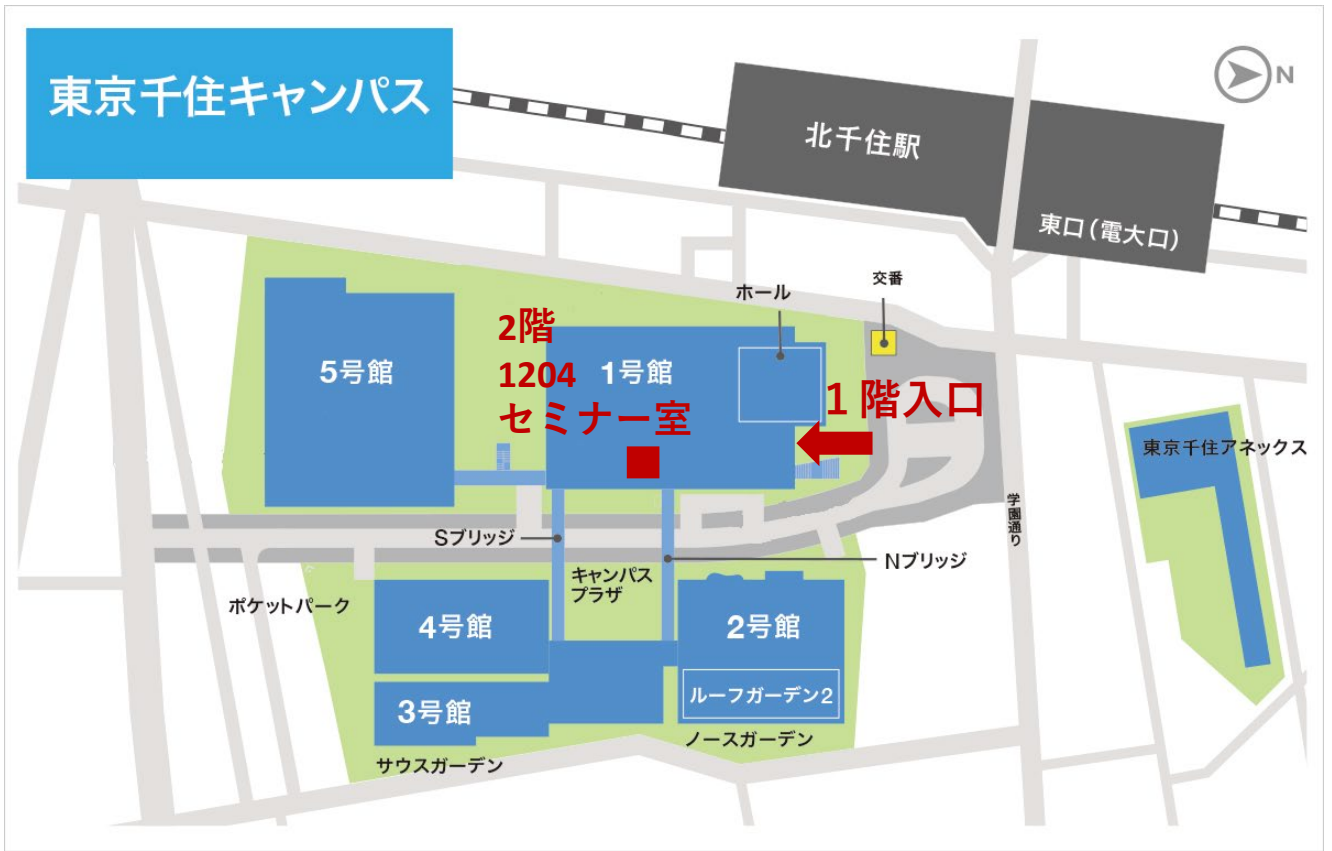 東京千住キャンパス
N
北千住駅
東口(電大口)
交番
ホール
2階
1204
セミナー室
5号館
1号館
1階入口
東京千住アネックス
学園通り
Sブリッジ
Nブリッジ
キャンパス
プラザ
ポケットパーク
4号館
2号館
ルーフガーデン2
3号館
ノースガーデン
サウスガーデン